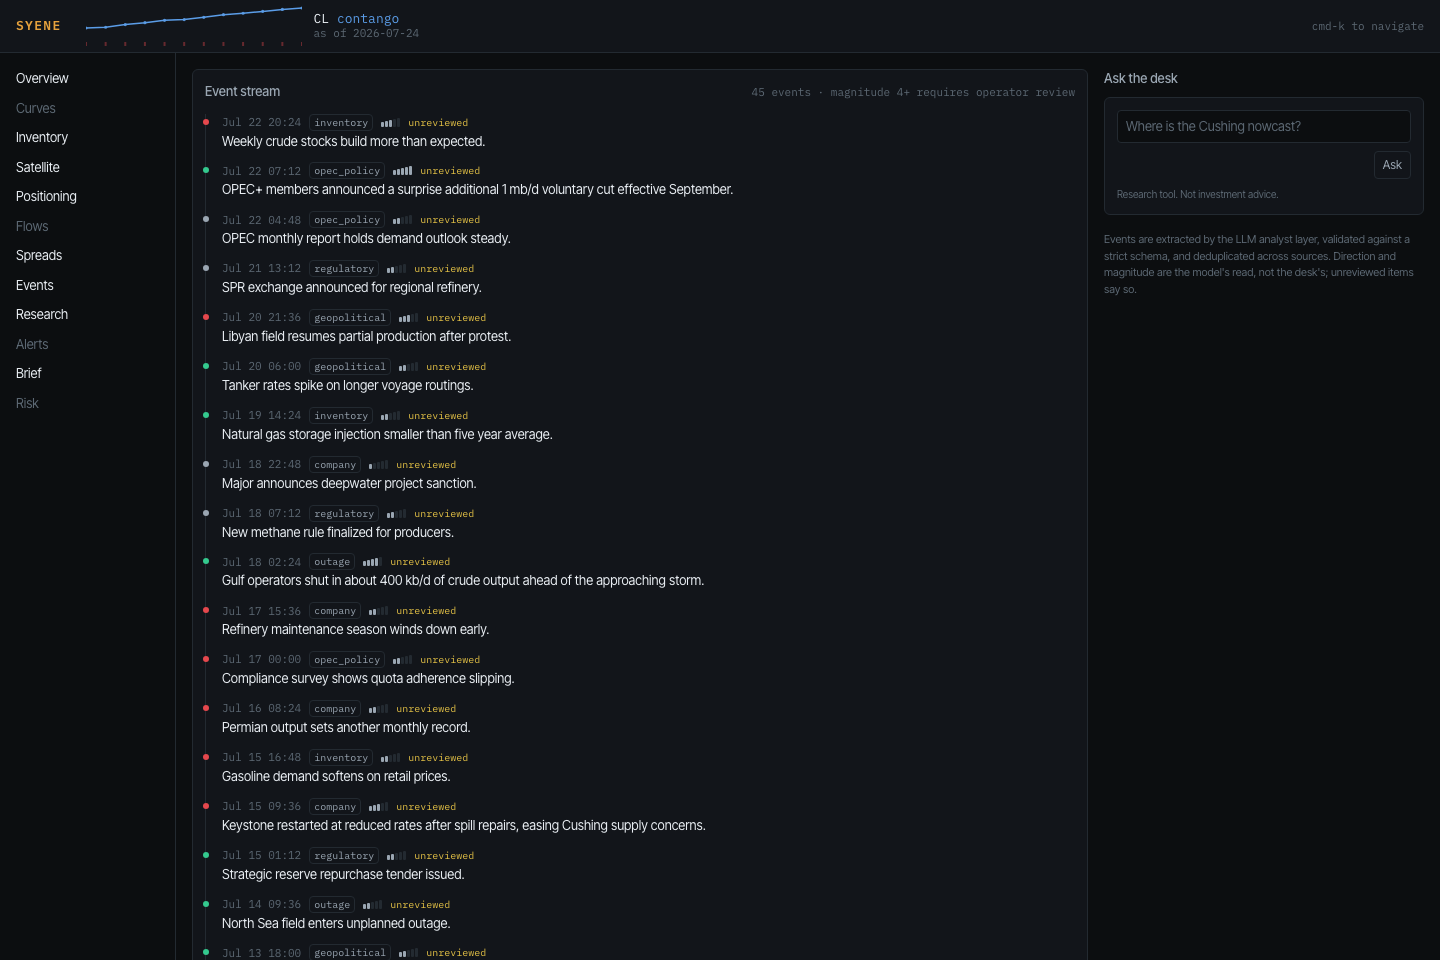 SYENE
CL contango
as of 2026-07-24
cmd-k to navigate
Overview
Curves
Inventory
Satellite
Positioning
Flows
Spreads
Events
Research
Alerts
Brief
Risk
Event stream
45 events · magnitude 4+ requires operator review
Jul 22 20:24 inventory unreviewed
Weekly crude stocks build more than expected.
Jul 22 07:12 opec_policy unreviewed
OPEC+ members announced a surprise additional 1 mb/d voluntary cut effective September.
Jul 22 04:48 opec_policy unreviewed
OPEC monthly report holds demand outlook steady.
Jul 21 13:12 regulatory unreviewed
SPR exchange announced for regional refinery.
Jul 20 21:36 geopolitical unreviewed
Libyan field resumes partial production after protest.
Jul 20 06:00 geopolitical unreviewed
Tanker rates spike on longer voyage routings.
Jul 19 14:24 inventory unreviewed
Natural gas storage injection smaller than five year average.
Jul 18 22:48 company unreviewed
Major announces deepwater project sanction.
Jul 18 07:12 regulatory unreviewed
New methane rule finalized for producers.
Jul 18 02:24 outage unreviewed
Gulf operators shut in about 400 kb/d of crude output ahead of the approaching storm.
Jul 17 15:36 company unreviewed
Refinery maintenance season winds down early.
Jul 17 00:00 opec_policy unreviewed
Compliance survey shows quota adherence slipping.
Jul 16 08:24 company unreviewed
Permian output sets another monthly record.
Jul 15 16:48 inventory unreviewed
Gasoline demand softens on retail prices.
Jul 15 09:36 company unreviewed
Keystone restarted at reduced rates after spill repairs, easing Cushing supply concerns.
Jul 15 01:12 regulatory unreviewed
Strategic reserve repurchase tender issued.
Jul 14 09:36 outage unreviewed
North Sea field enters unplanned outage.
Jul 13 18:00 geopolitical unreviewed
Ask the desk
Where is the Cushing nowcast?
Ask
Research tool. Not investment advice.
Events are extracted by the LLM analyst layer, validated against a
strict schema, and deduplicated across sources. Direction and
magnitude are the model's read, not the desk's; unreviewed items
say so.